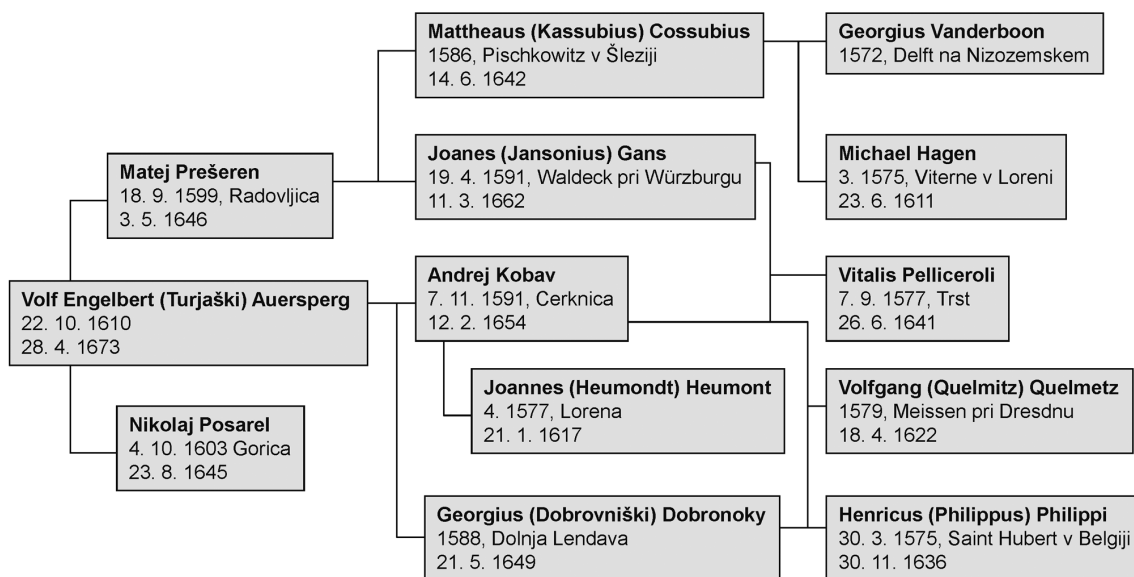 Mattheaus (Kassubius) Cossubius
1586, Pischkowitz v Šleziji
14. 6. 1642
Georgius Vanderboon
1572, Delft na Nizozemskem
Matej Prešeren
18. 9. 1599, Radovljica
3. 5. 1646
Joanes (Jansonius) Gans
19. 4. 1591, Waldeck pri Würzburgu
11. 3. 1662
Michael Hagen
3. 1575, Viterne v Loreni
23. 6. 1611
Volf Engelbert (Turjaški) Auersperg
22. 10. 1610
28. 4. 1673
Andrej Kobav
7. 11. 1591, Cerknica
12. 2. 1654
Vitalis Pelliceroli
7. 9. 1577, Trst
26. 6. 1641
Joannes (Heumondt) Heumont
4. 1577, Lorena
21. 1. 1617
Volfgang (Quelmitz) Quelmetz
1579, Meissen pri Dresdnu
18. 4. 1622
Nikolaj Posarel
4. 10. 1603 Gorica
23. 8. 1645
Georgius (Dobrovniški) Dobronoky
1588, Dolnja Lendava
21. 5. 1649
Henricus (Philippus) Philippi
30. 3. 1575, Saint Hubert v Belgiji
30. 11. 1636